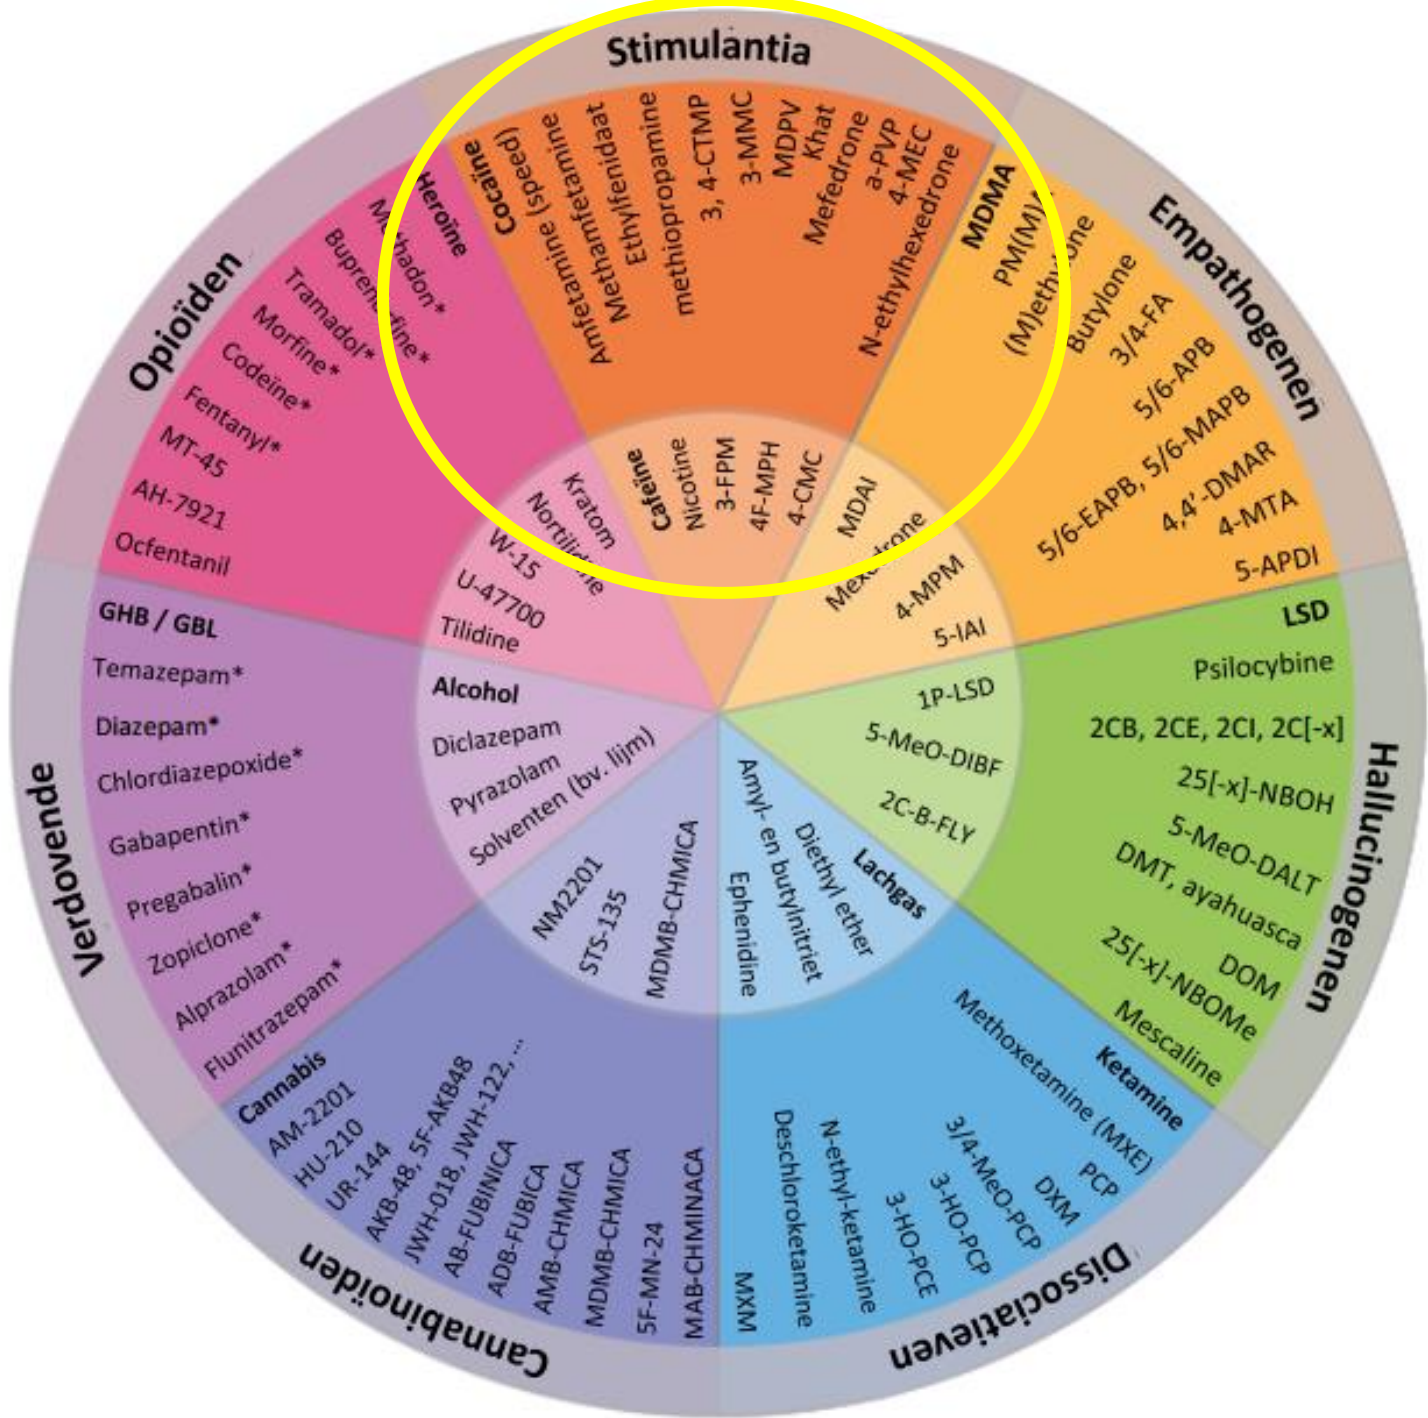 Stimulantia
Cocaïne
Amfetamine (speed)
Methamfetamine
Ethylfenidaat
methiopropamine
3, 4-CTMP
3-MMC
MDPV
Khat
Mefedrone
a-PVP
4-MEC
N-ethylhexedrone
Cafeïne
Nicotine
3-FPM
4F-MPH
4-CMC
Empathogenen
MDMA
(M)ethylone
Butylone
3/4-FA
5/6-APB
5/6-EAPB, 5/6-MAPB
4,4'-DMAR
4-MTA
5-APDI
MDAI
Mexedrone
4-MPM
5-IAI
Hallucinogenen
LSD
Psilocybine
2CB, 2CE, 2CI, 2C[-x]
25[-x]-NBOH
5-MeO-DALT
DMT, ayahuasca
DOM
25[-x]-NBOMe
Mescaline
1P-LSD
5-MeO-DIBF
2C-B-FLY
Dissociatieven
Ketamine
Methoxetamine (MXE)
PCP
DXM
3/4-MeO-PCP
3-HO-PCP
3-HO-PCE
N-ethyl-ketamine
Deschloroketamine
MXM
Lachgas
Diethyl ether
Amyl- en butylnitriet
Ephenidine
Cannabinoïden
Cannabis
AM-2201
HU-210
UR-144
AKB-48, 5F-AKB48
JWH-018, JWH-122, ...
AB-FUBINICA
ADB-FUBICA
AMB-CHMICA
MDMB-CHMICA
5F-MN-24
MAB-CHMINACA
NM2201
STS-135
MDMB-CHMICA
Verdovende
GHB / GBL
Temazepam*
Diazepam*
Chlordiazepoxide*
Gabapentin*
Pregabalin*
Zopiclone*
Alprazolam*
Flunitrazepam*
Alcohol
Diclazepam
Pyrazolam
Solventen (bv. lijm)
Opioïden
Heroïne
Methadon*
Buprenorfine*
Tramadol*
Morfine*
Codeïne*
Fentanyl*
MT-45
AH-7921
Ocfentanil
Kratom
Nortilidine
W-15
U-47700
Tilidine